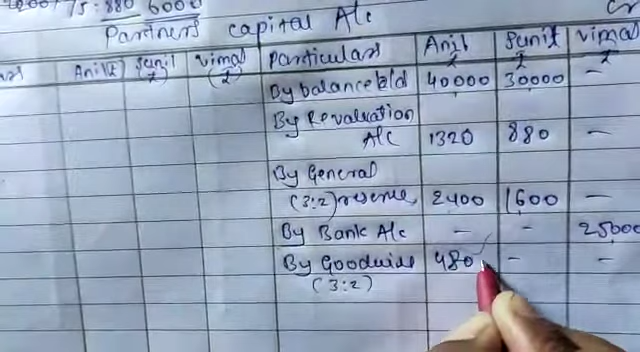 75:880 6000
Partners capital A/c Cr
Anil Sunil Vimal Particulars Anil Sunil Vimal
By balance b/d 40000 30000 -
By Revaluation
A/c 1320 880 -
By General
(3:2) reserve, 2400 1600 -
By Bank A/c - - 25000
By Goodwill 480 - -
(3:2)